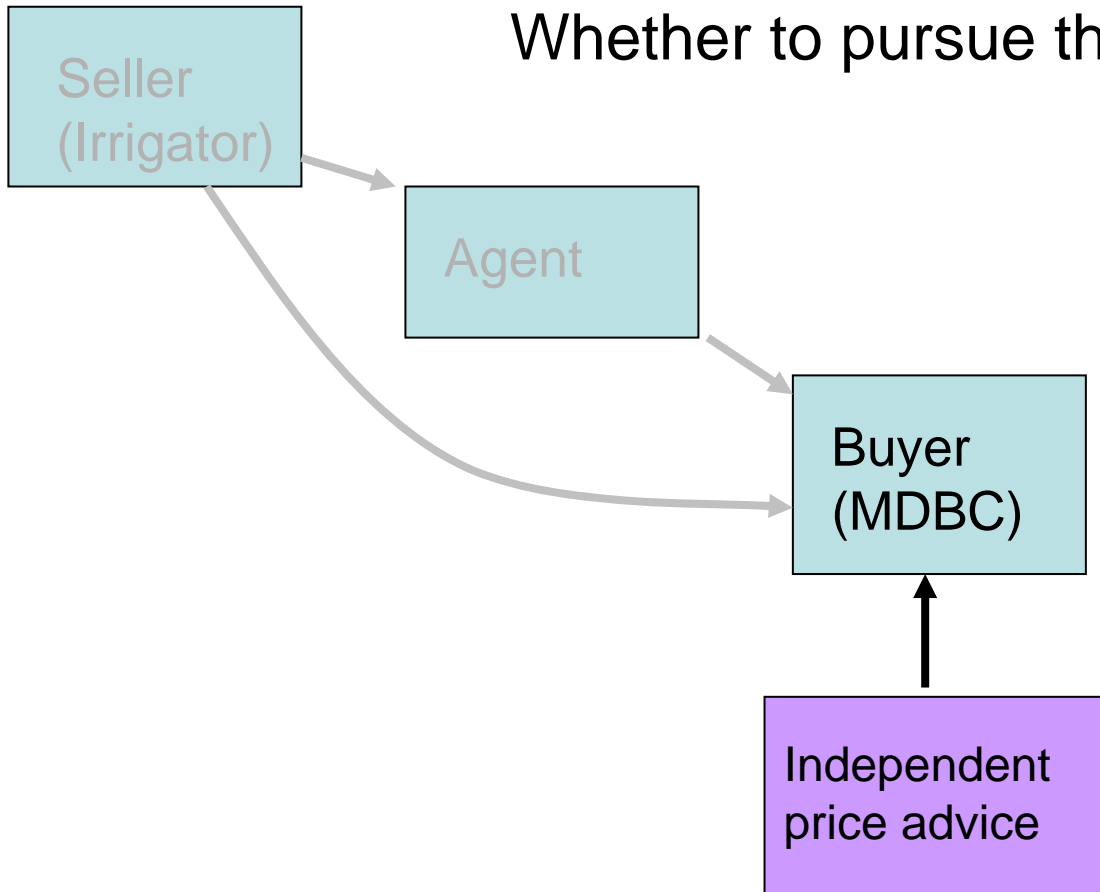 Whether to pursue th
Seller
(Irrigator)
Agent
Buyer
(MDBC)
Independent
price advice